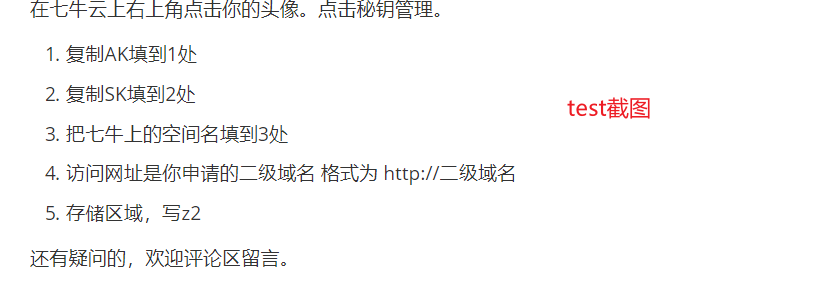 在七牛云上右上角点击你的头像。点击秘钥管理。
1. 复制AK填到1处
2. 复制SK填到2处
test截图
3. 把七牛上的空间名填到3处
4. 访问网址是你申请的二级域名 格式为 http://二级域名
5. 存储区域，写z2
还有疑问的，欢迎评论区留言。